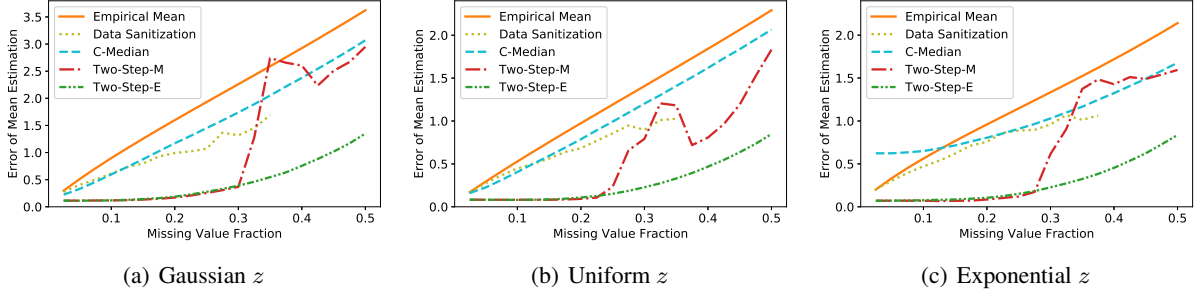 Error of Mean Estimation
3.5
3.0
2.5
2.0
1.5
1.0
0.5
0.0
Empirical Mean
Data Sanitization
C-Median
Two-Step-M
Two-Step-E
0.1 0.2 0.3 0.4 0.5
Missing Value Fraction
(a) Gaussian z
Error of Mean Estimation
2.0
1.5
1.0
0.5
0.0
Empirical Mean
Data Sanitization
C-Median
Two-Step-M
Two-Step-E
0.1 0.2 0.3 0.4 0.5
Missing Value Fraction
(b) Uniform z
Error of Mean Estimation
2.0
1.5
1.0
0.5
0.0
Empirical Mean
Data Sanitization
C-Median
Two-Step-M
Two-Step-E
0.1 0.2 0.3 0.4 0.5
Missing Value Fraction
(c) Exponential z